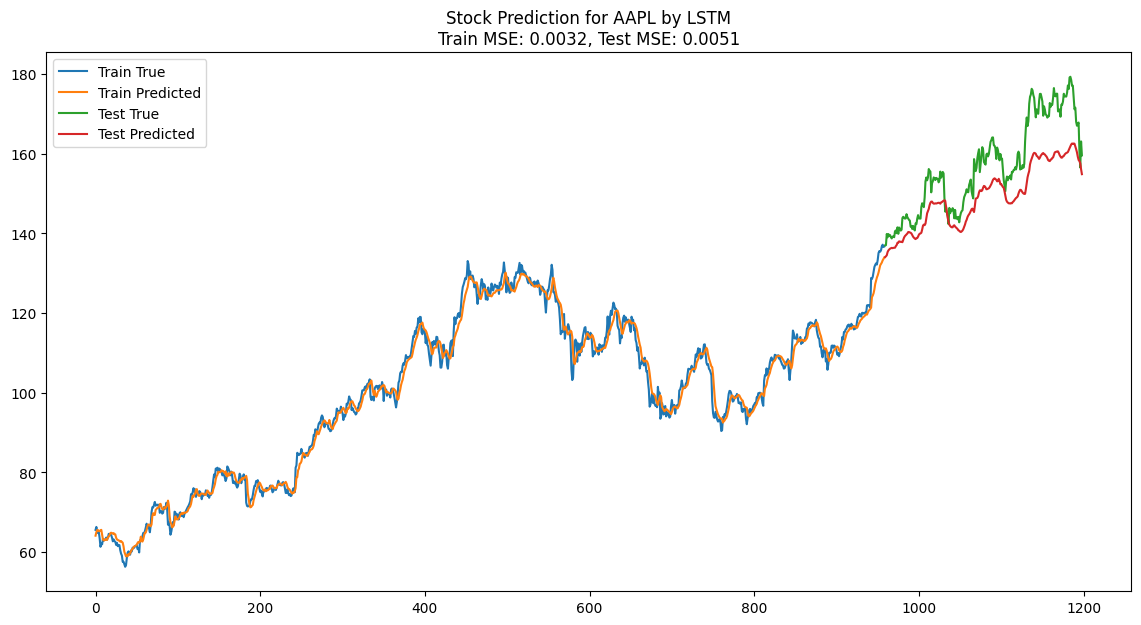 Stock Prediction for AAPL by LSTM
Train MSE: 0.0032, Test MSE: 0.0051
Train True
Train Predicted
Test True
Test Predicted
180
160
140
120
100
80
60
0 200 400 600 800 1000 1200